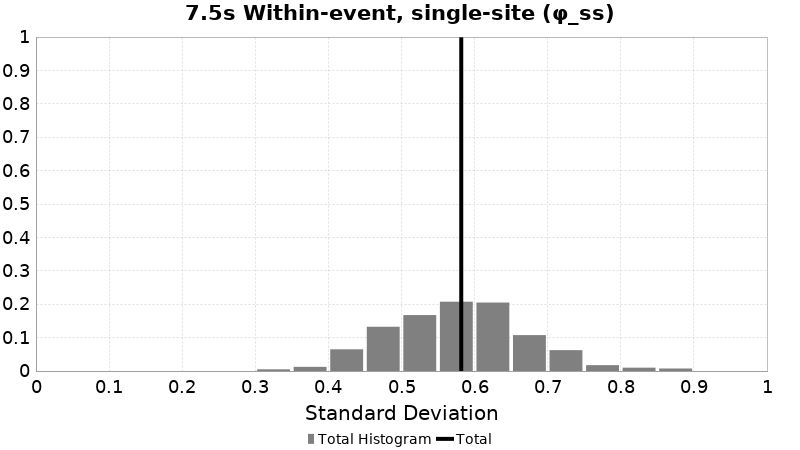 7.5s Within-event, single-site (φ_ss)
1
0.9
0.8
0.7
0.6
0.5
0.4
0.3
0.2
0.1
0
0 0.1 0.2 0.3 0.4 0.5 0.6 0.7 0.8 0.9 1
Standard Deviation
Total Histogram Total